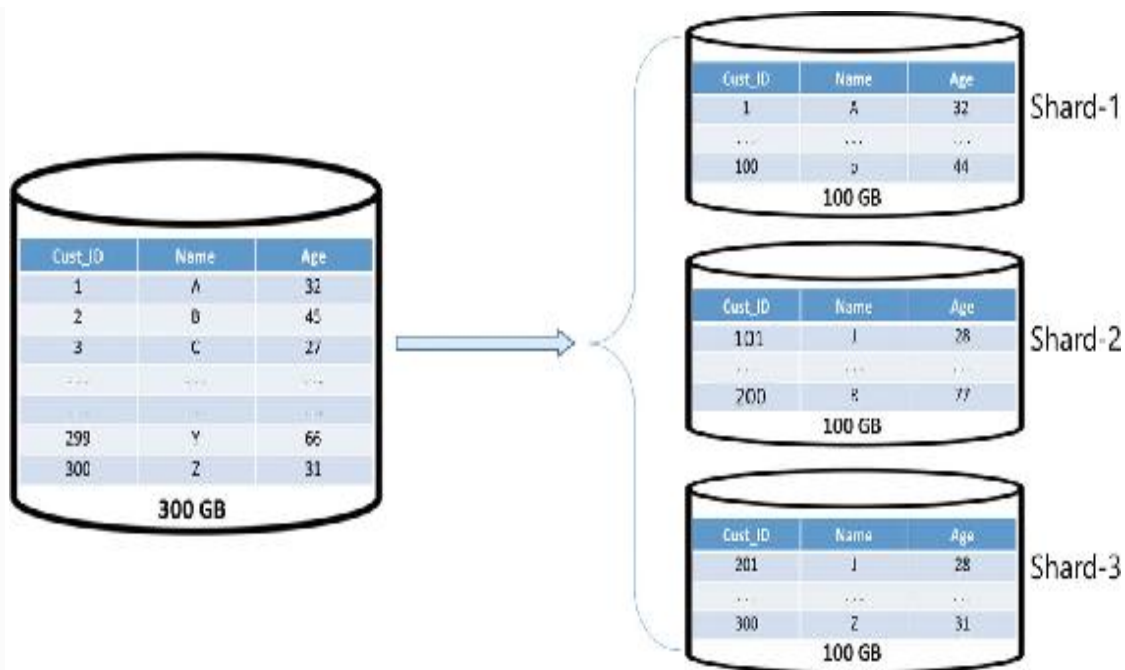 Cust_ID Name Age
1 A 32
2 B 45
3 C 27
... ... ...
... ... ...
299 Y 66
300 Z 31
300 GB
Cust_ID Name Age
1 A 32
... ... ...
100 44
100 GB
Shard-1
Cust_ID Name Age
101 J 28
... ... ...
200 R 77
100 GB
Shard-2
Cust_ID Name Age
201 J 28
... ... ...
300 Z 31
100 GB
Shard-3